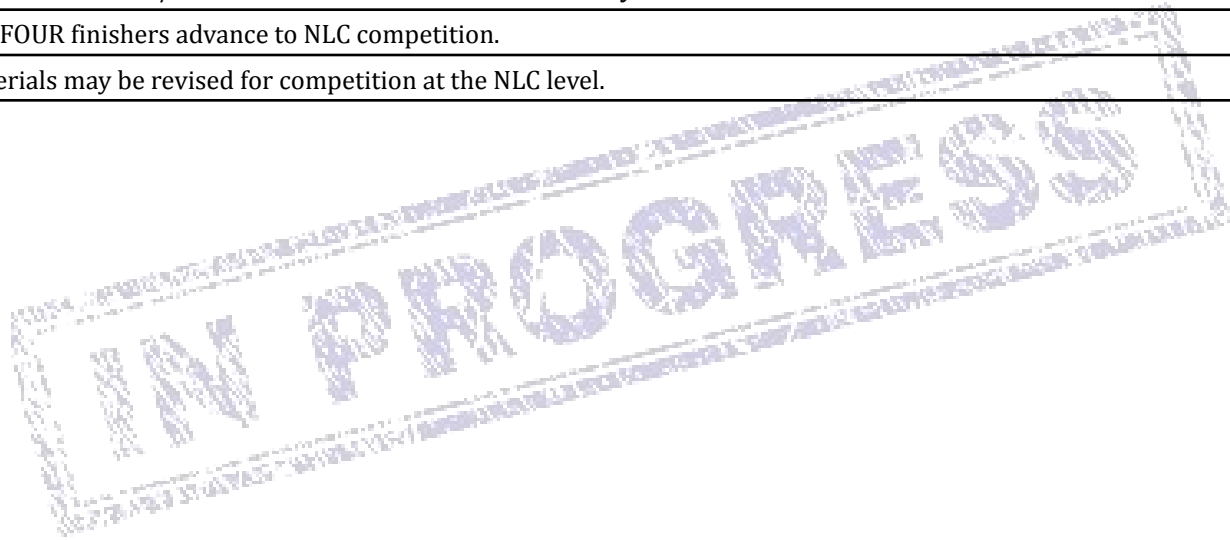 FOUR finishers advance to NLC competition.
erials may be revised for competition at the NLC level.
IN PROGRESS